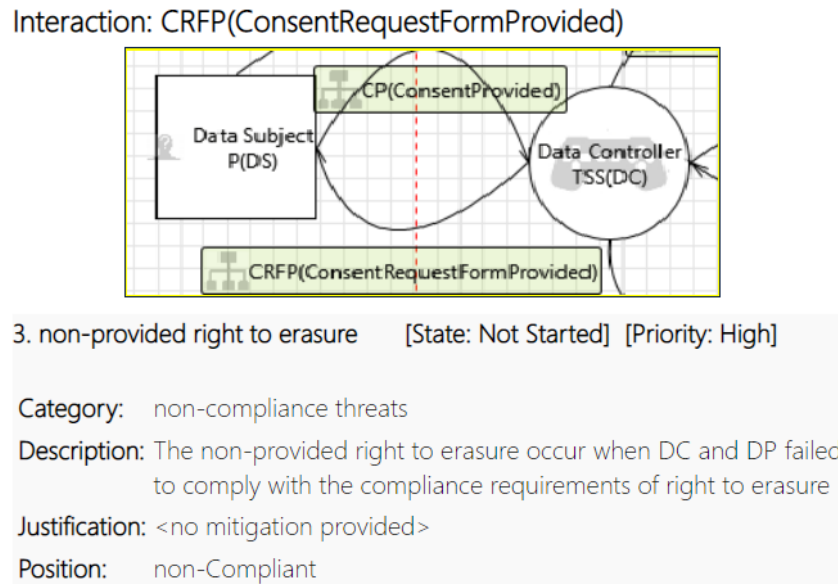 Interaction: CRFP(ConsentRequestFormProvided)
CP(ConsentProvided)
Data Subject
P(DS)
Data Controller
TSS(DC)
CRFP(ConsentRequestFormProvided)
3. non-provided right to erasure [State: Not Started] [Priority: High]
Category: non-compliance threats
Description: The non-provided right to erasure occur when DC and DP failed
to comply with the compliance requirements of right to erasure
Justification: <no mitigation provided>
Position: non-Compliant